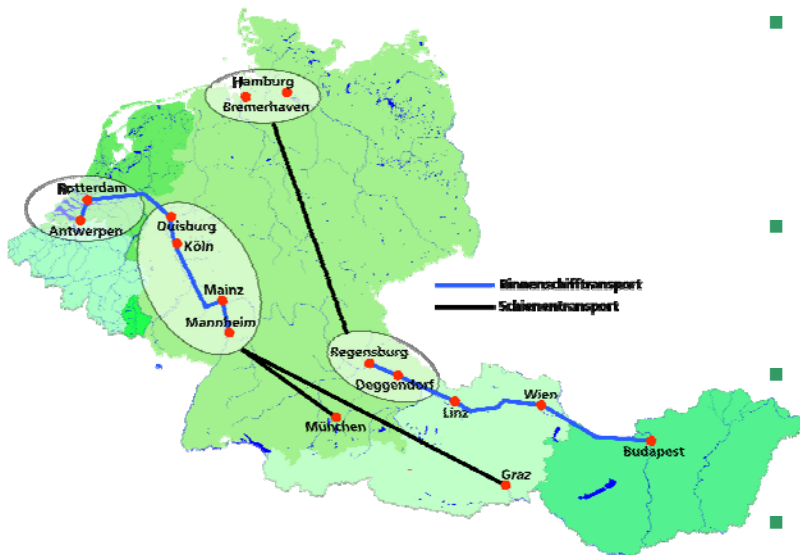 Hamburg
Bremerhaven
Rotterdam
Antwerpen
Duisburg
Köln
Mainz
Mannheim
Binnenschifftransport
Schienentransport
Regensburg
Deggendorf
Linz
Wien
München
Budapest
Graz